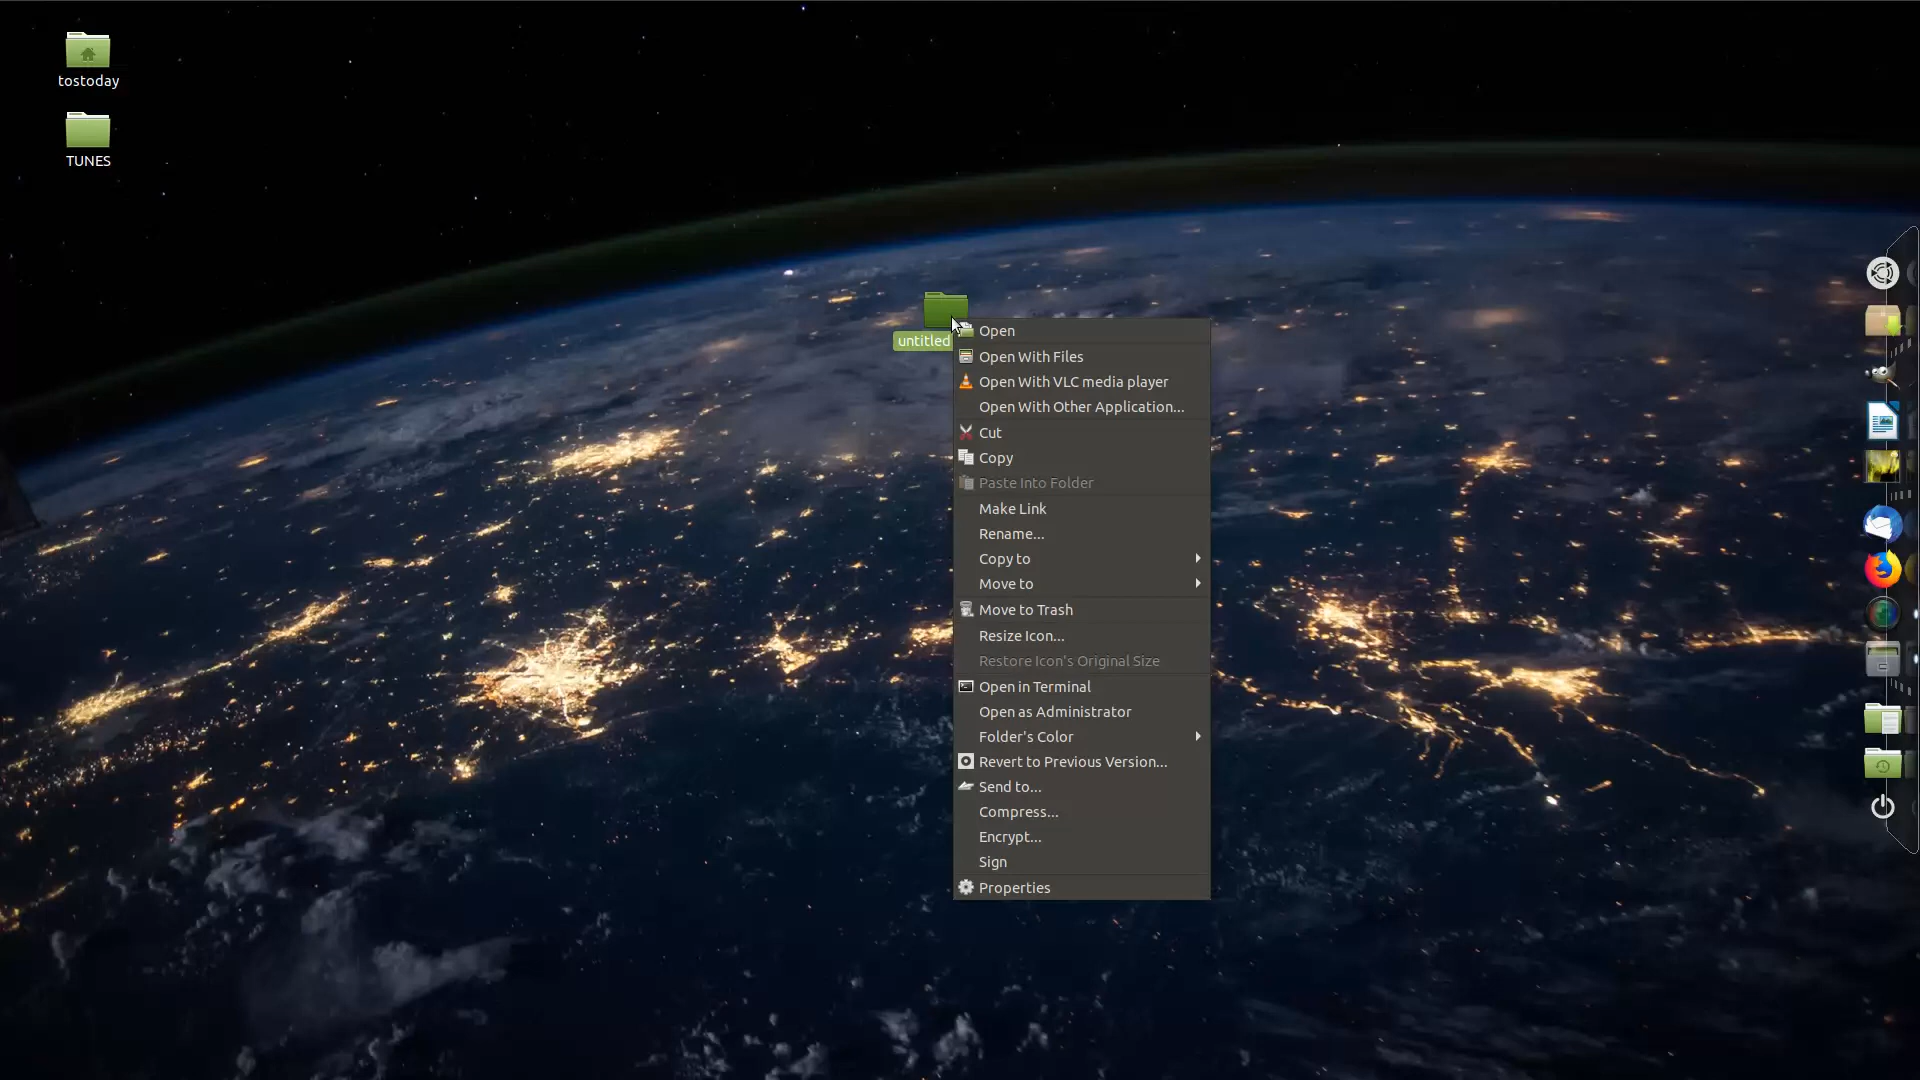 tostoday
TUNES
untitled
Open
Open With Files
Open With VLC media player
Open With Other Application...
Cut
Copy
Paste Into Folder
Make Link
Rename...
Copy to
Move to
Move to Trash
Resize Icon...
Restore Icon's Original Size
Open in Terminal
Open as Administrator
Folder's Color
Revert to Previous Version...
Send to...
Compress...
Encrypt...
Sign
Properties